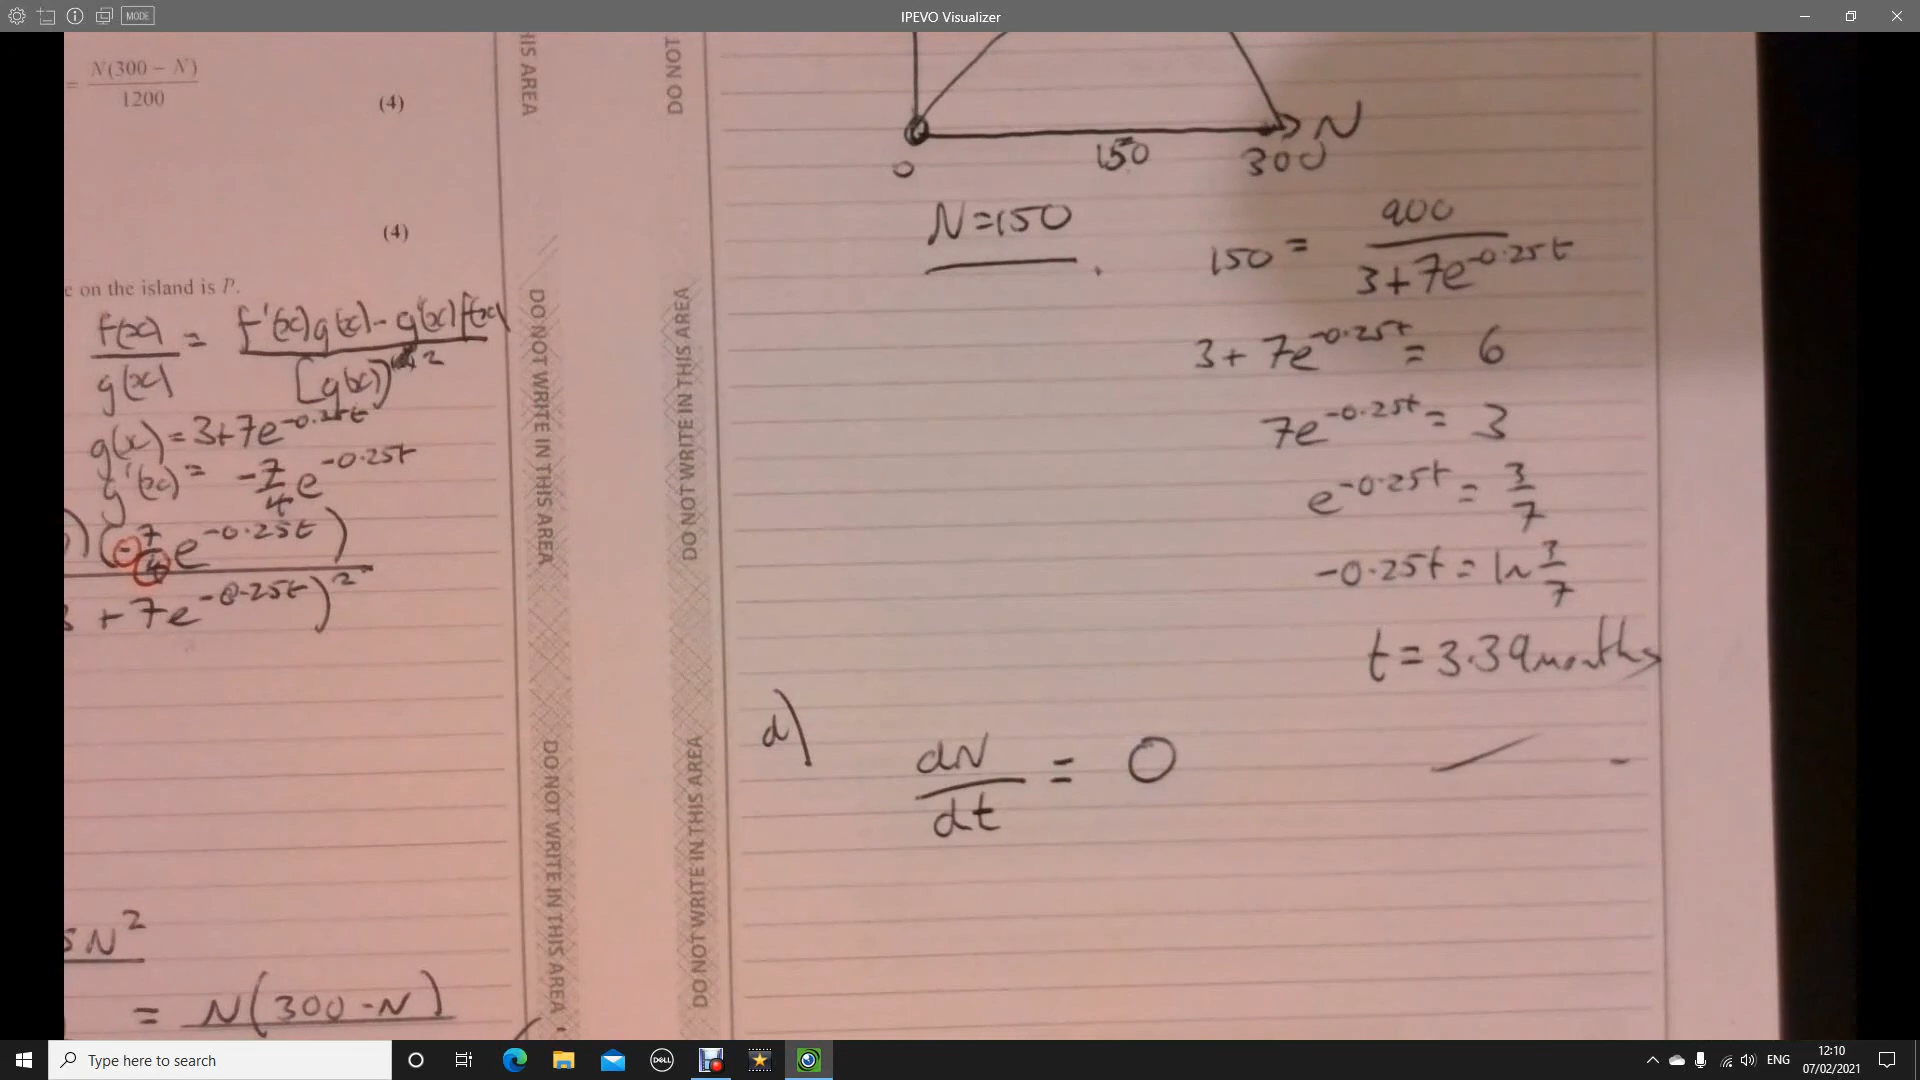 MODE
IPEVO Visualizer
= N(300 − N)
1200
(4)
(4)
e on the island is P.
f(x) = f'(x)g(x) - g'(x)f(x)
g(x) [g(x)]²
g(x) = 3+7e^-0.25t
g'(x) = -7/4 e^-0.25t
)(-7/4 e^-0.25t)
3 + 7e^-0.25t)²
5N²
= N(300-N)
HIS AREA
DO NOT WRITE IN THIS AREA
DO NOT WRITE IN THIS AREA
DO NOT
DO NOT WRITE IN THIS AREA
DO NOT WRITE IN THIS AREA
N
0 150 300
N=150
150 = 900
3+7e^-0.25t
3+7e^-0.25t = 6
7e^-0.25t = 3
e^-0.25t = 3/7
-0.25t = ln 3/7
t = 3.39 months
d)
dN/dt = 0
Type here to search
DELL
ENG
12:10
07/02/2021